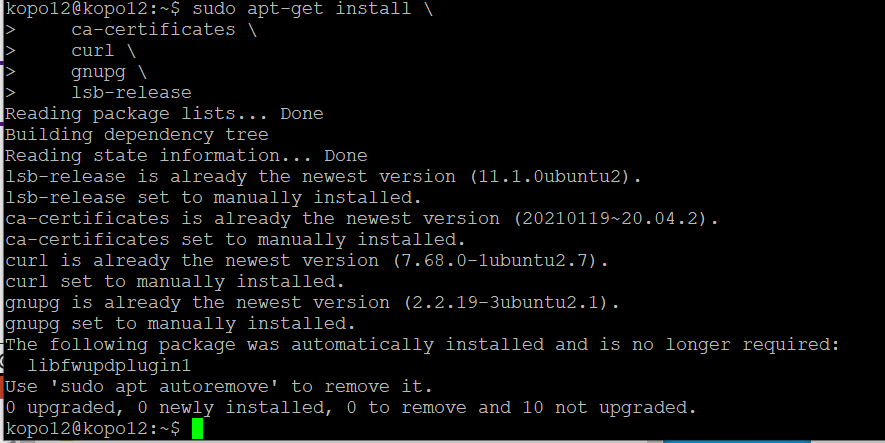 kopo12@kopo12:~$ sudo apt-get install \
>     ca-certificates \
>     curl \
>     gnupg \
>     lsb-release
Reading package lists... Done
Building dependency tree
Reading state information... Done
lsb-release is already the newest version (11.1.0ubuntu2).
lsb-release set to manually installed.
ca-certificates is already the newest version (20210119~20.04.2).
ca-certificates set to manually installed.
curl is already the newest version (7.68.0-1ubuntu2.7).
curl set to manually installed.
gnupg is already the newest version (2.2.19-3ubuntu2.1).
gnupg set to manually installed.
The following package was automatically installed and is no longer required:
  libfwupdplugin1
Use 'sudo apt autoremove' to remove it.
0 upgraded, 0 newly installed, 0 to remove and 10 not upgraded.
kopo12@kopo12:~$